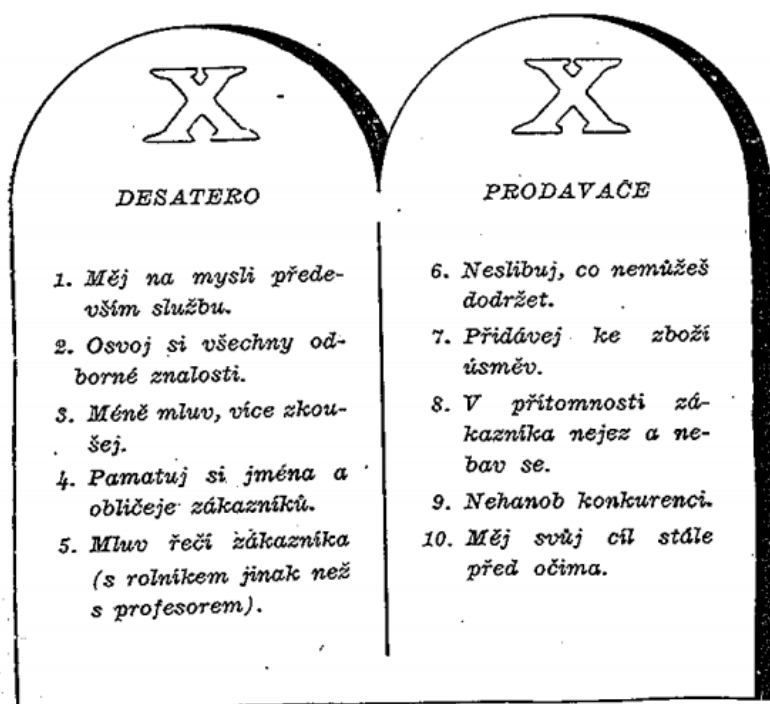 X
DESATERO
1. Měj na mysli přede-
vším službu.
2. Osvoj si všechny od-
borné znalosti.
3. Méně mluv, více zkou-
šej.
4. Pamatuj si jména a
obličeje zákazníků.
5. Mluv řečí zákazníka
(s rolníkem jinak než
s profesorem).
X
PRODAVAČE
6. Neslibuj, co nemůžeš
dodržet.
7. Přidávej ke zboží
úsměv.
8. V přítomnosti zá-
kazníka nejez a ne-
bav se.
9. Nehanob konkurenci.
10. Měj svůj cíl stále
před očima.